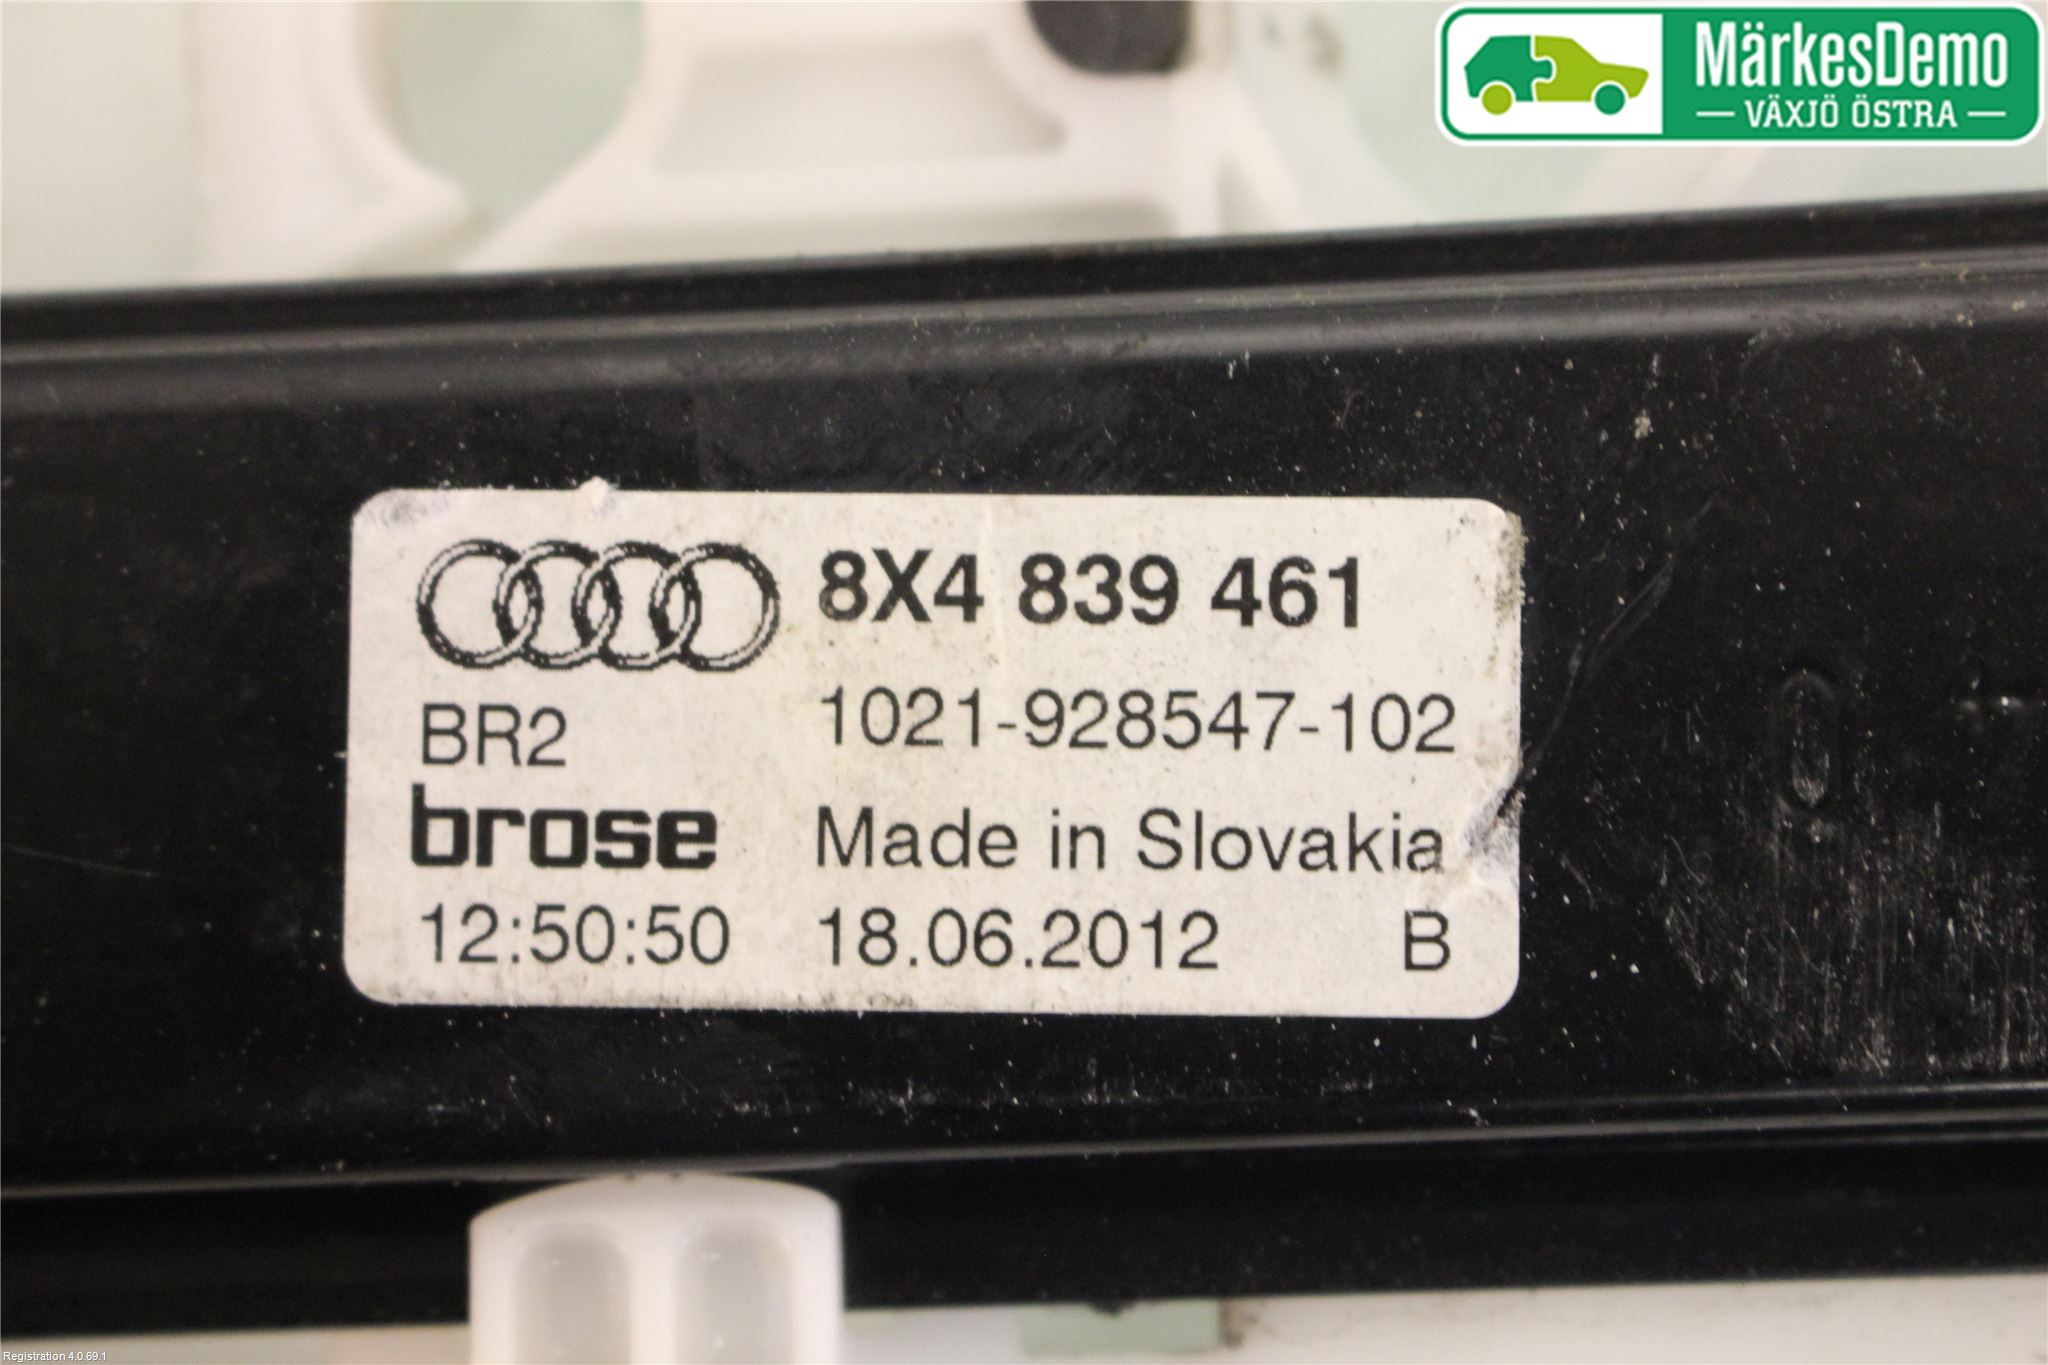 MärkesDemo
VÄXJÖ ÖSTRA
8X4 839 461
BR2 1021-928547-102
brose Made in Slovakia
12:50:50 18.06.2012 B
Registration 4.0.69.1